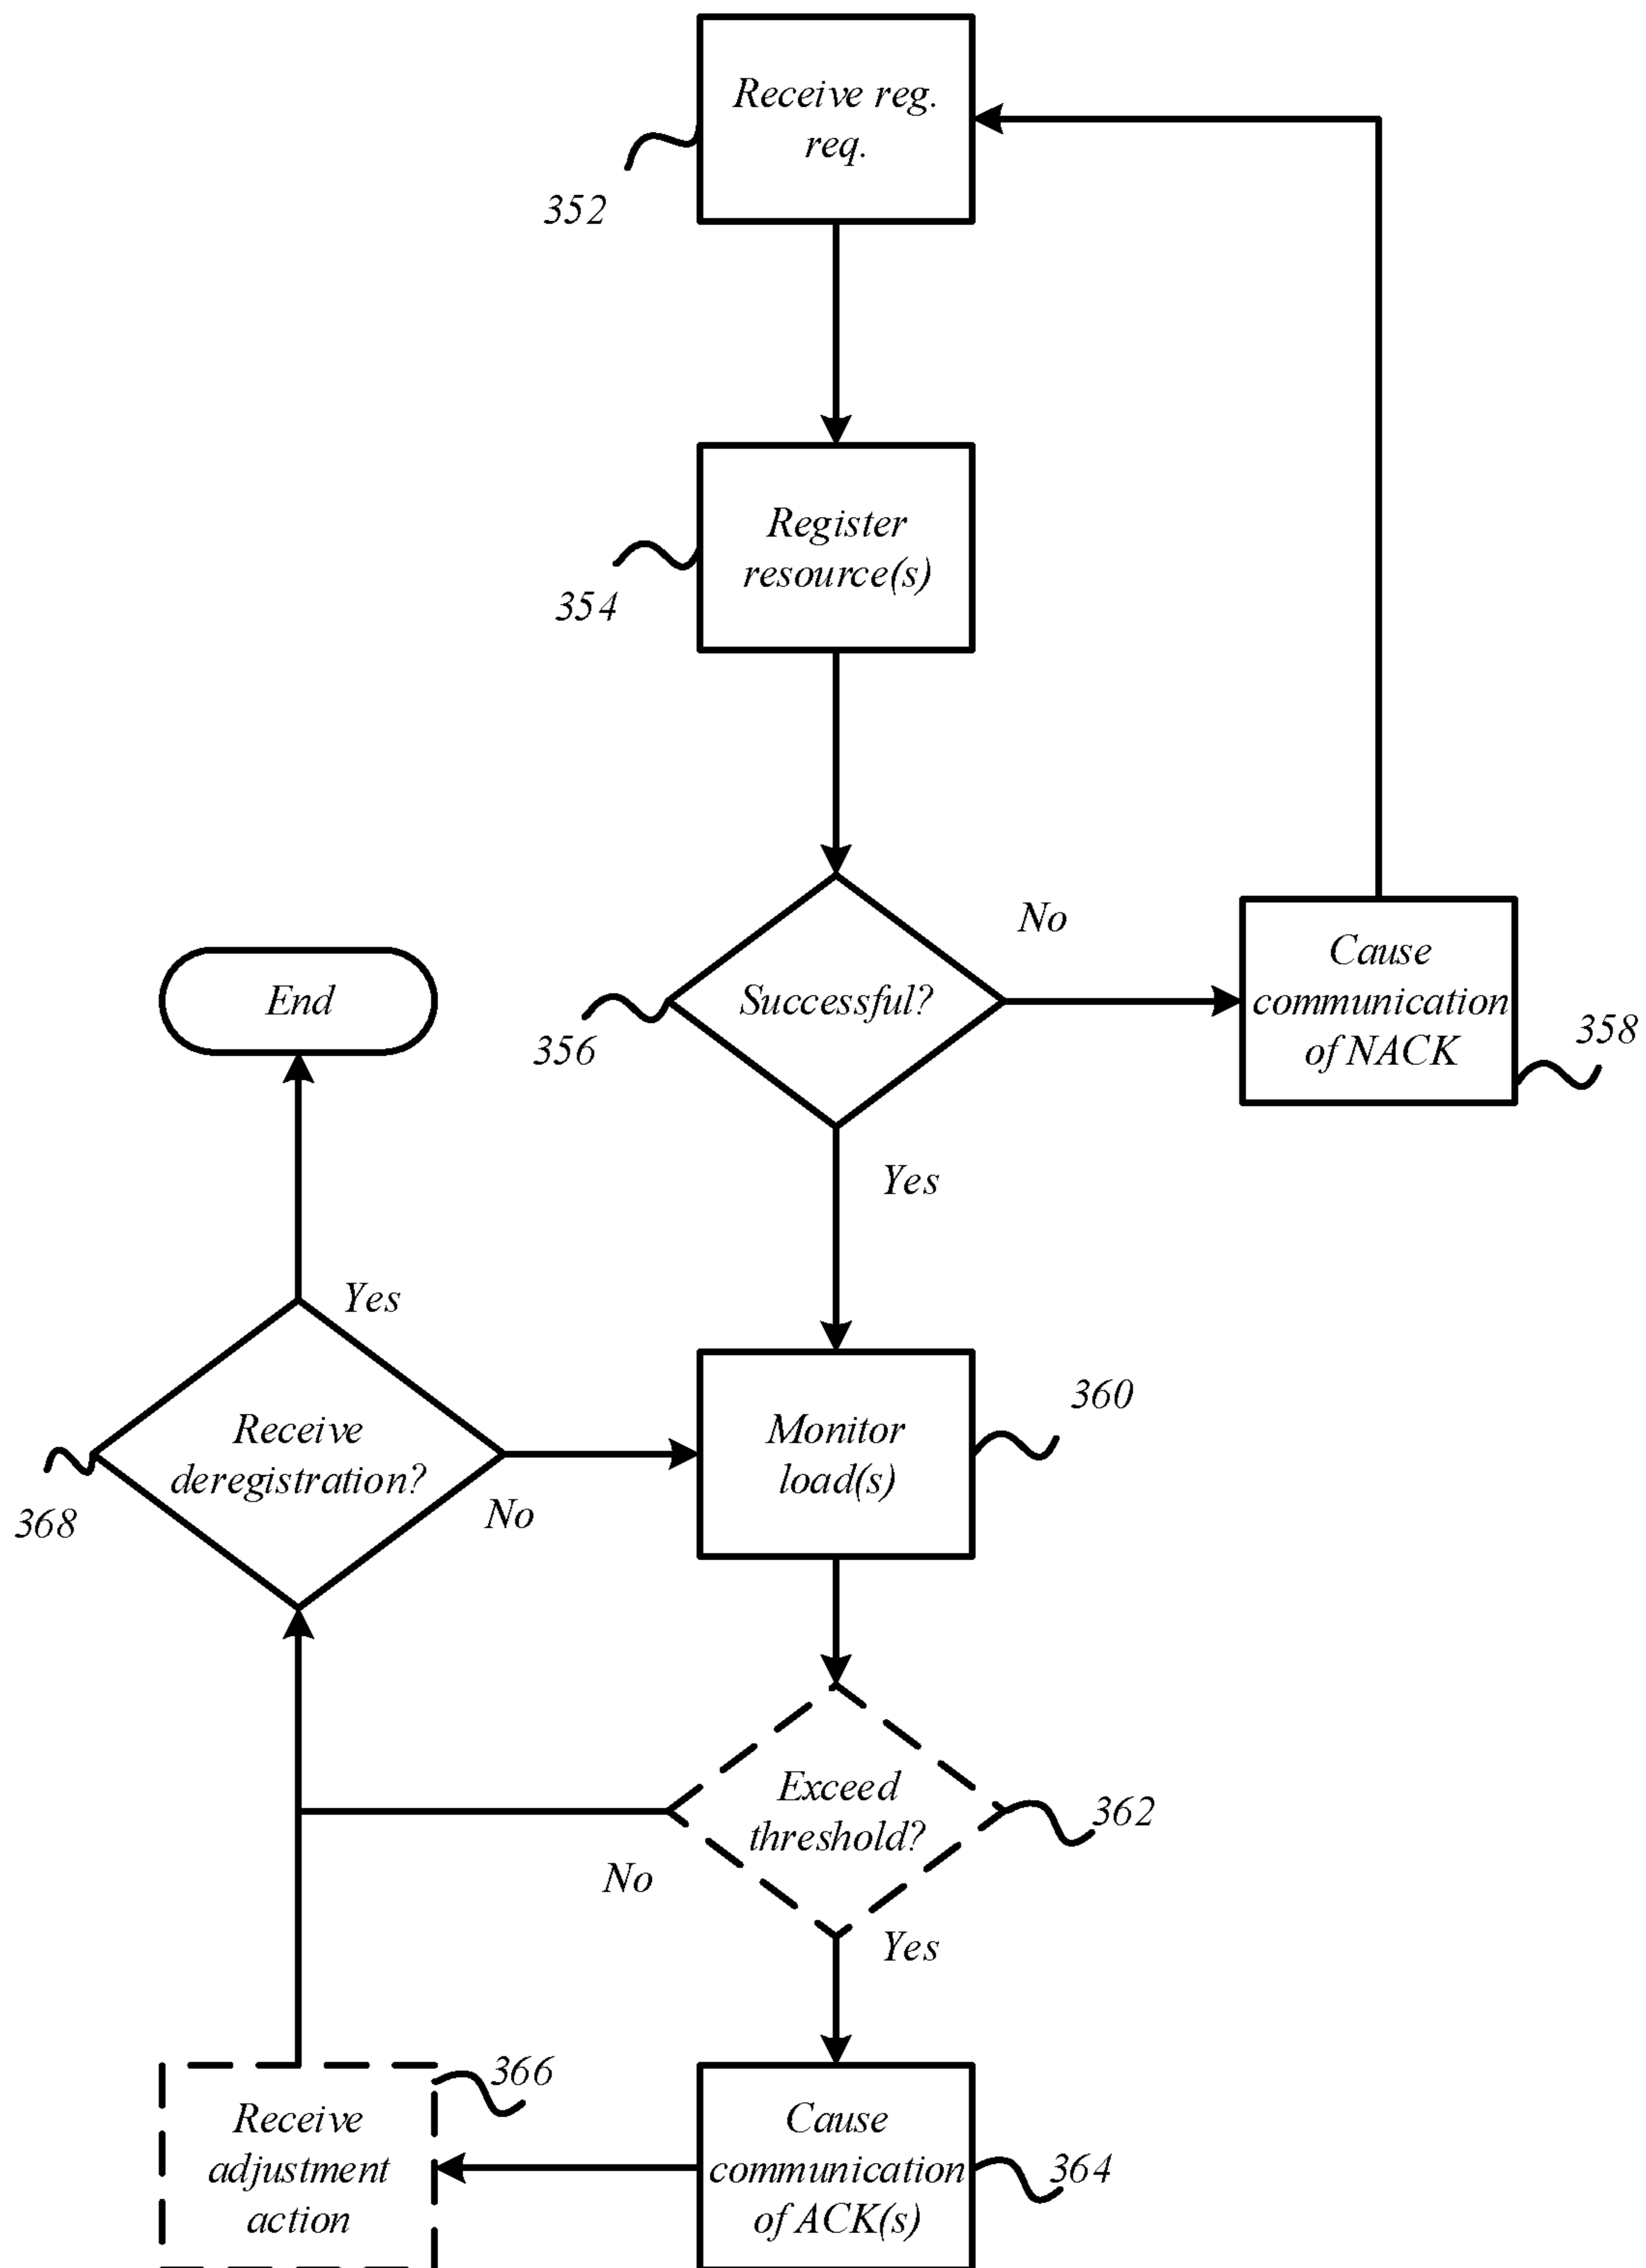 Receive reg.
req.
352
Register
resource(s)
354
Successful?
356
No
Cause
communication
of NACK
358
End
Yes
Yes
Receive
deregistration?
368
No
Monitor
load(s)
360
Exceed
threshold?
362
No
Yes
Receive
adjustment
action
366
Cause
communication
of ACK(s)
364